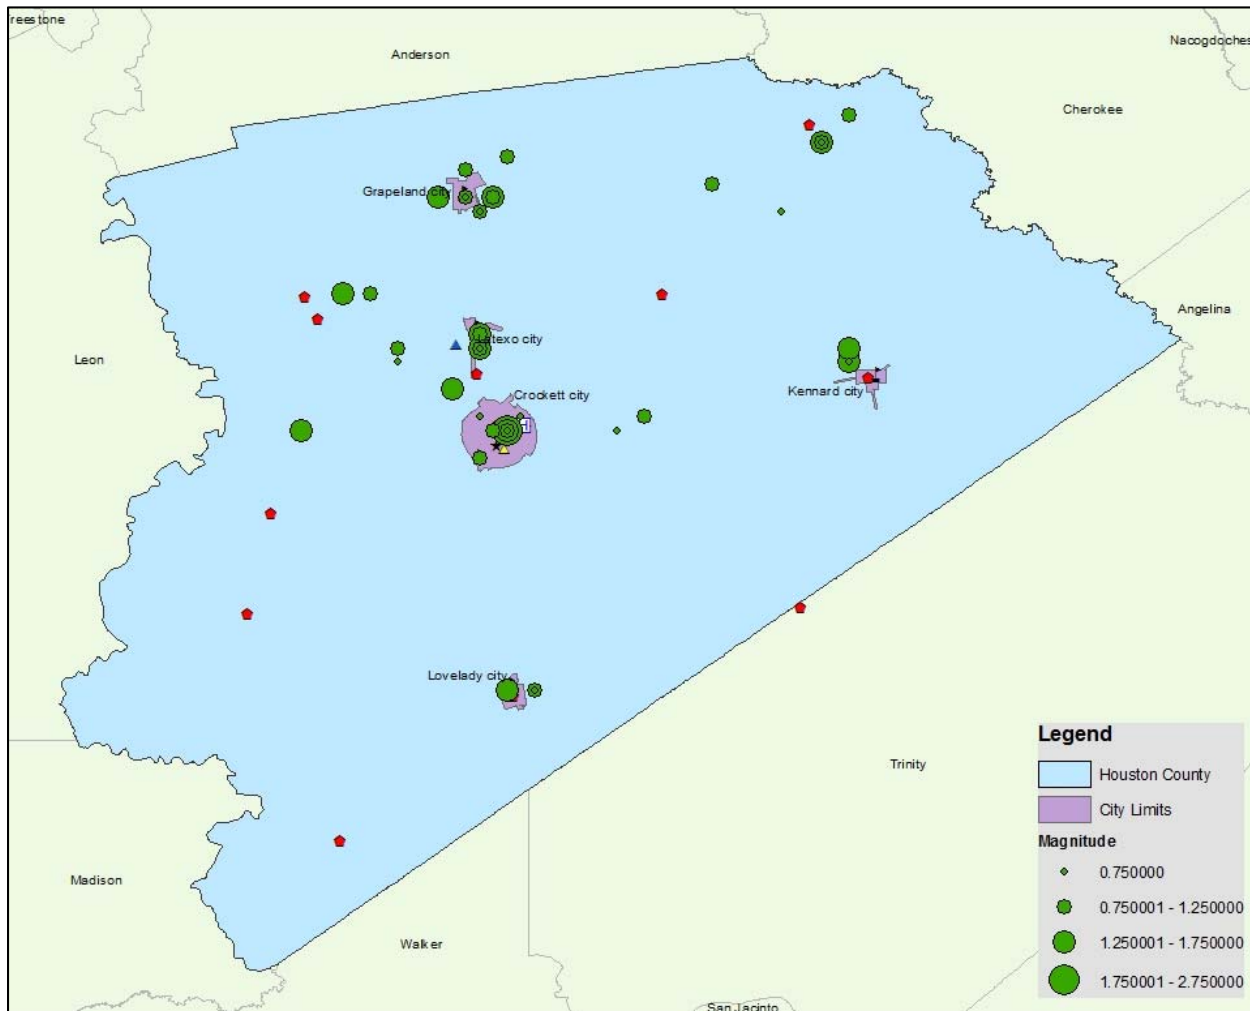 reestone
Anderson
Nacogdoches
Cherokee
Grapeland city
Angelina
Leon
Latexo city
Kennard city
Crockett city
Lovelady city
Trinity
Madison
Walker
San Jacinto
Legend
Houston County
City Limits
Magnitude
0.750000
0.750001 - 1.250000
1.250001 - 1.750000
1.750001 - 2.750000